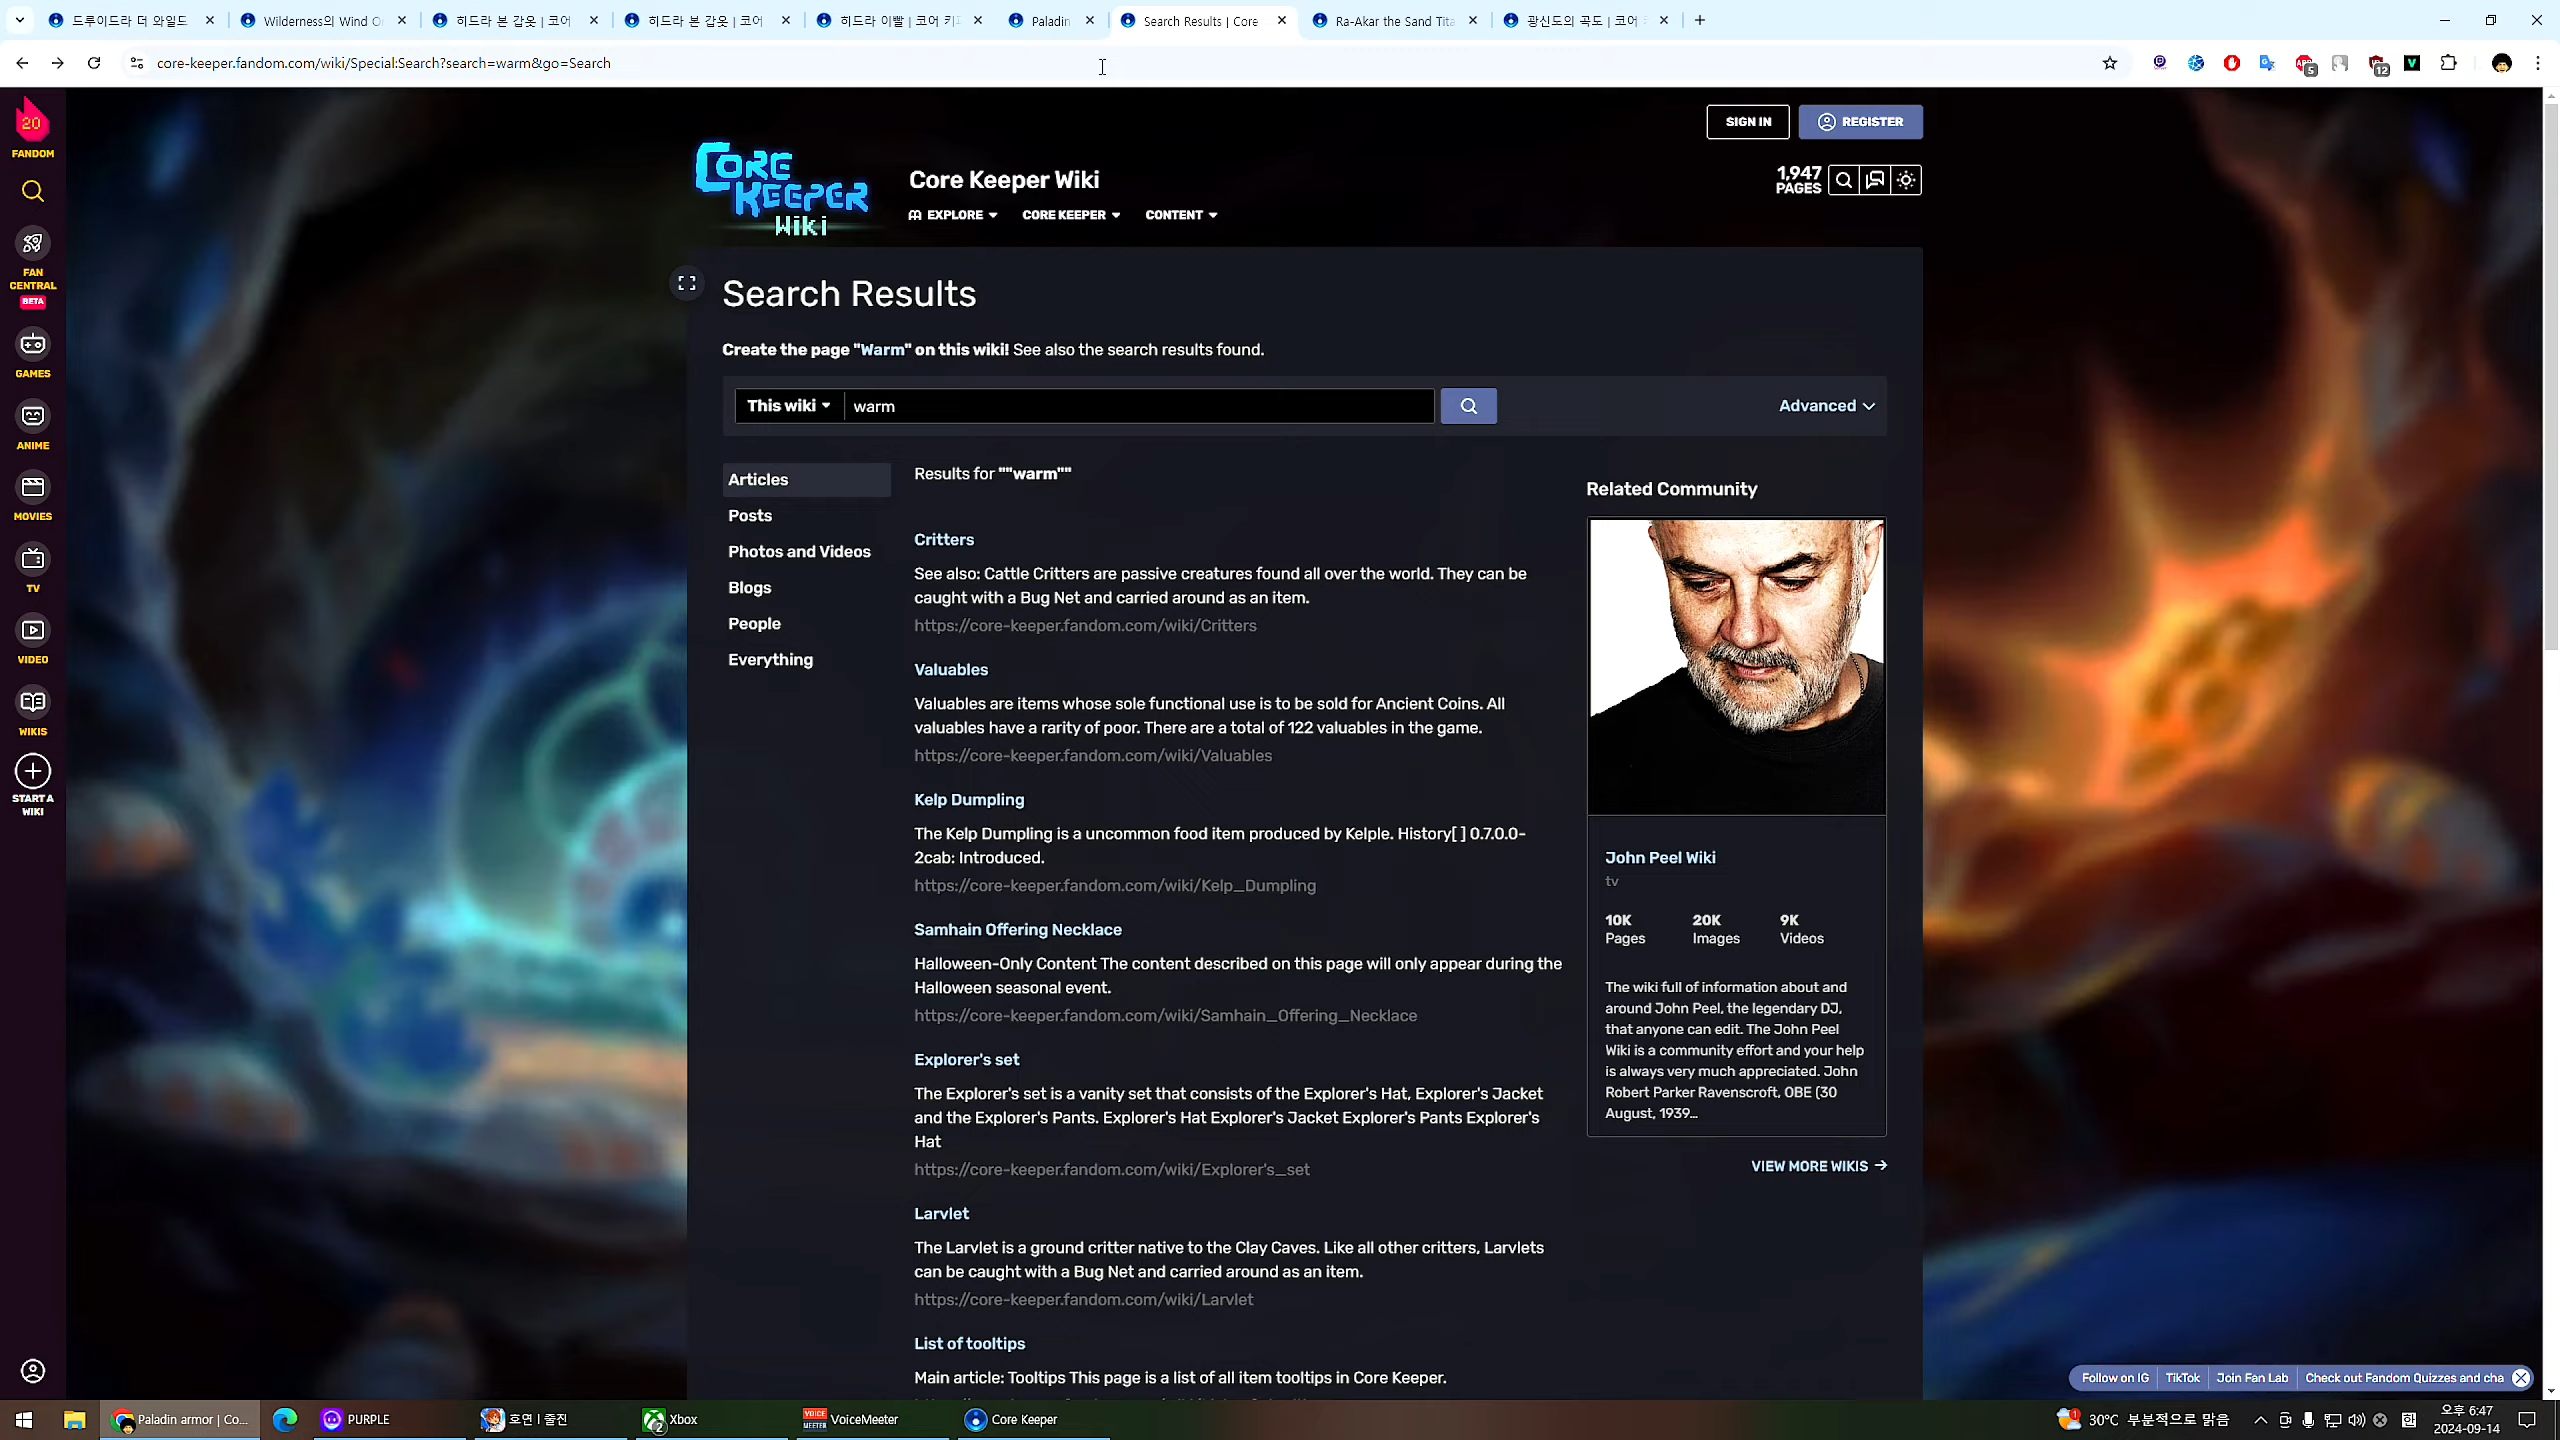 드루이드라 더 와일드
Wilderness의 Wind O
히드라 본 갑옷 | 코어
히드라 본 갑옷 | 코어
히드라 이빨 | 코어 키
Paladin
Search Results | Core
Ra-Akar the Sand Tita
광신도의 곡도 | 코어
core-keeper.fandom.com/wiki/Special:Search?search=warm&go=Search
5
12
20
FANDOM
FAN
CENTRAL
BETA
GAMES
ANIME
MOVIES
TV
VIDEO
WIKIS
START A
WIKI
SIGN IN
REGISTER
CORE
KEEPER
Wiki
Core Keeper Wiki
EXPLORE
CORE KEEPER
CONTENT
1,947
PAGES
Search Results
Create the page "Warm" on this wiki! See also the search results found.
This wiki
warm
Advanced
Articles
Posts
Photos and Videos
Blogs
People
Everything
Results for ""warm""
Critters
See also: Cattle Critters are passive creatures found all over the world. They can be
caught with a Bug Net and carried around as an item.
https://core-keeper.fandom.com/wiki/Critters
Valuables
Valuables are items whose sole functional use is to be sold for Ancient Coins. All
valuables have a rarity of poor. There are a total of 122 valuables in the game.
https://core-keeper.fandom.com/wiki/Valuables
Kelp Dumpling
The Kelp Dumpling is a uncommon food item produced by Kelple. History[ ] 0.7.0.0-
2cab: Introduced.
https://core-keeper.fandom.com/wiki/Kelp_Dumpling
Samhain Offering Necklace
Halloween-Only Content The content described on this page will only appear during the
Halloween seasonal event.
https://core-keeper.fandom.com/wiki/Samhain_Offering_Necklace
Explorer's set
The Explorer's set is a vanity set that consists of the Explorer's Hat, Explorer's Jacket
and the Explorer's Pants. Explorer's Hat Explorer's Jacket Explorer's Pants Explorer's
Hat
https://core-keeper.fandom.com/wiki/Explorer's_set
Larvlet
The Larvlet is a ground critter native to the Clay Caves. Like all other critters, Larvlets
can be caught with a Bug Net and carried around as an item.
https://core-keeper.fandom.com/wiki/Larvlet
List of tooltips
Main article: Tooltips This page is a list of all item tooltips in Core Keeper.
Related Community
John Peel Wiki
tv
10K
Pages
20K
Images
9K
Videos
The wiki full of information about and
around John Peel, the legendary DJ,
that anyone can edit. The John Peel
Wiki is a community effort and your help
is always very much appreciated. John
Robert Parker Ravenscroft, OBE (30
August, 1939...
VIEW MORE WIKIS
Follow on IG
TikTok
Join Fan Lab
Check out Fandom Quizzes and cha
Paladin armor | Co...
PURPLE
호연 | 출진
2
Xbox
VOICE
MEETER
VoiceMeeter
Core Keeper
1
30°C 부분적으로 맑음
한
오후 6:47
2024-09-14